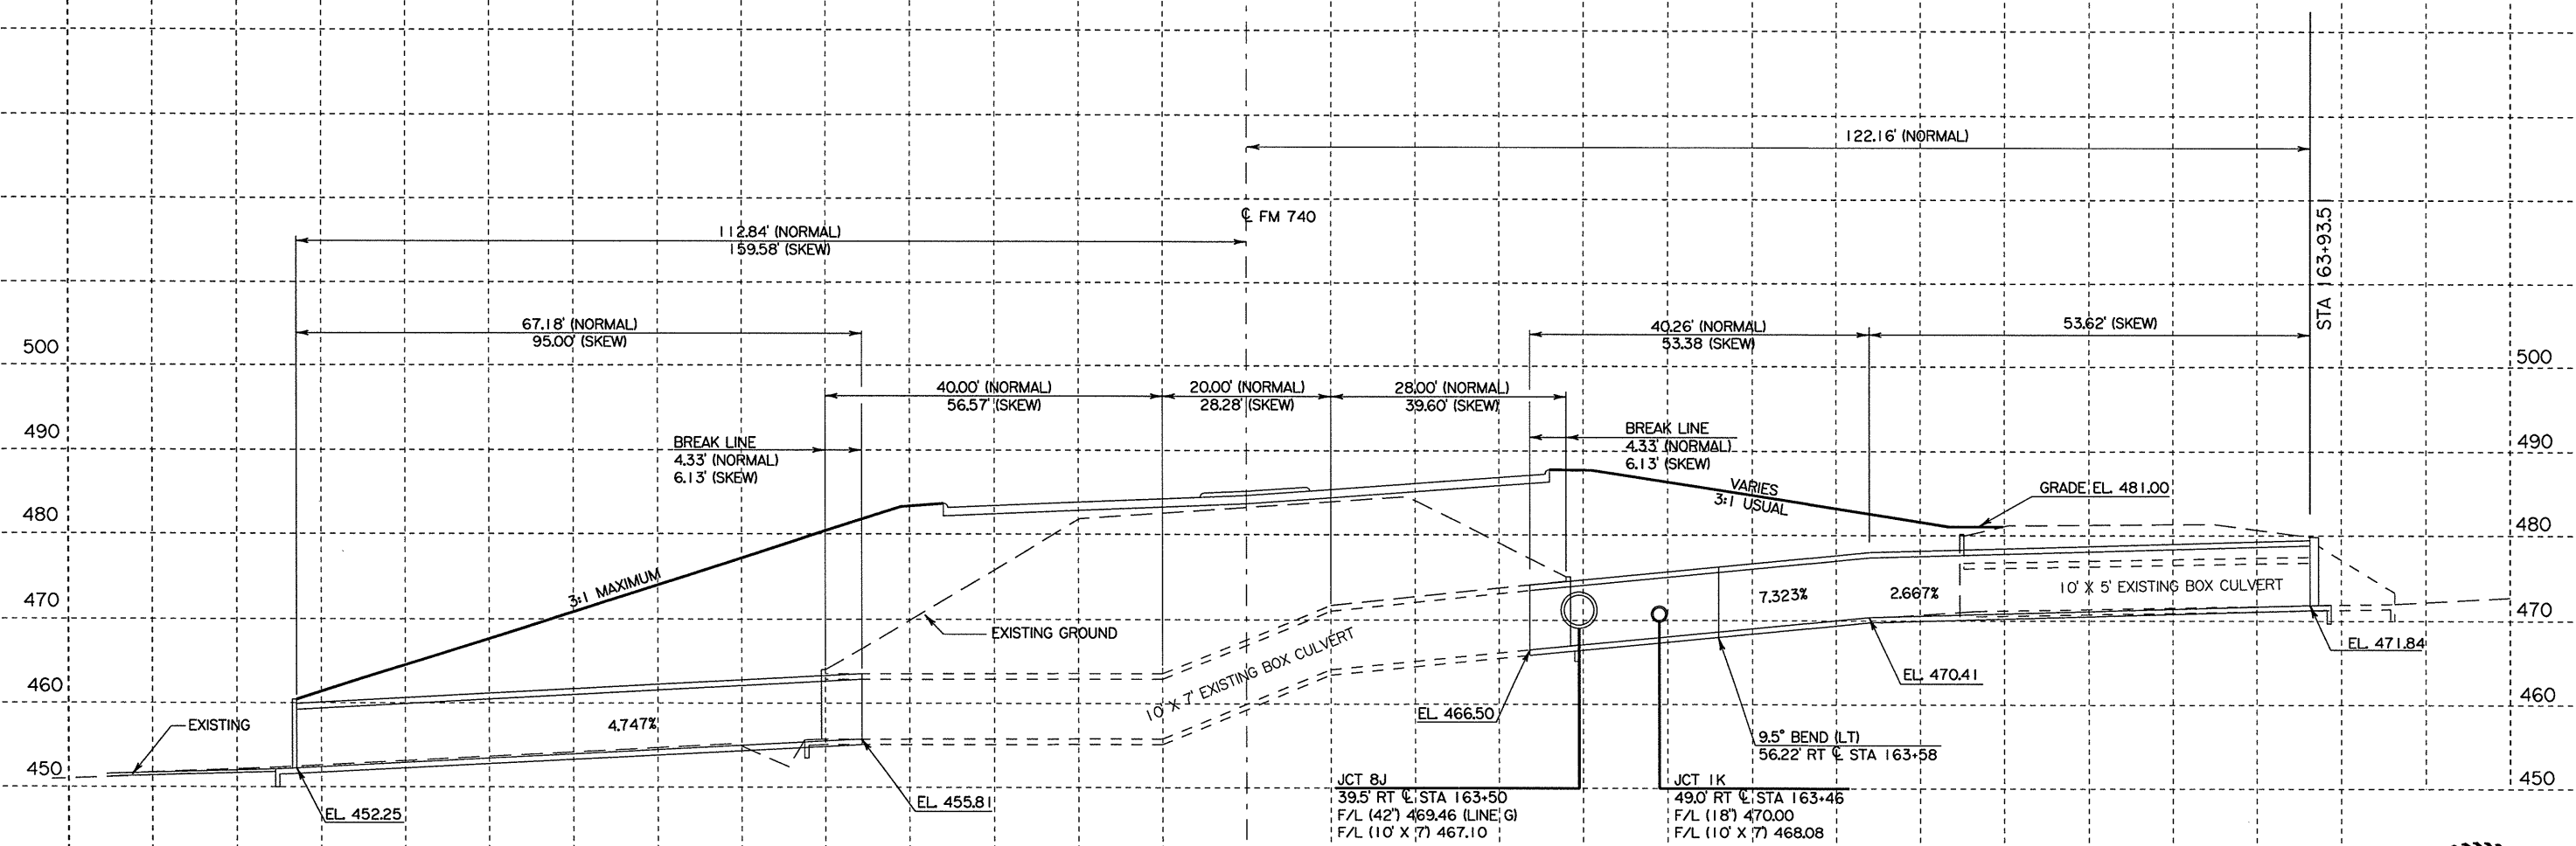 122.16' (NORMAL)
℄ FM 740
112.84' (NORMAL)
159.58' (SKEW)
STA 163+93.51
67.18' (NORMAL)
95.00' (SKEW)
40.26' (NORMAL)
53.38 (SKEW)
53.62' (SKEW)
500
500
40.00' (NORMAL)
56.57' (SKEW)
20.00' (NORMAL)
28.28' (SKEW)
28.00' (NORMAL)
39.60' (SKEW)
490
490
BREAK LINE
4.33' (NORMAL)
6.13' (SKEW)
BREAK LINE
4.33' (NORMAL)
6.13' (SKEW)
VARIES
3:1 USUAL
GRADE EL. 481.00
480
480
3:1 MAXIMUM
7.323%
2.667%
10' X 5' EXISTING BOX CULVERT
470
470
EXISTING GROUND
10' X 7' EXISTING BOX CULVERT
EL. 471.84
EL. 470.41
460
460
EXISTING
4.747%
EL. 466.50
9.5° BEND (LT)
56.22' RT ℄ STA 163+58
450
450
EL. 452.25
EL. 455.81
JCT 8J
39.5' RT ℄ STA 163+50
F/L (42") 469.46 (LINE G)
F/L (10' X 7') 467.10
JCT 1K
49.0' RT ℄ STA 163+46
F/L (18") 470.00
F/L (10' X 7') 468.08